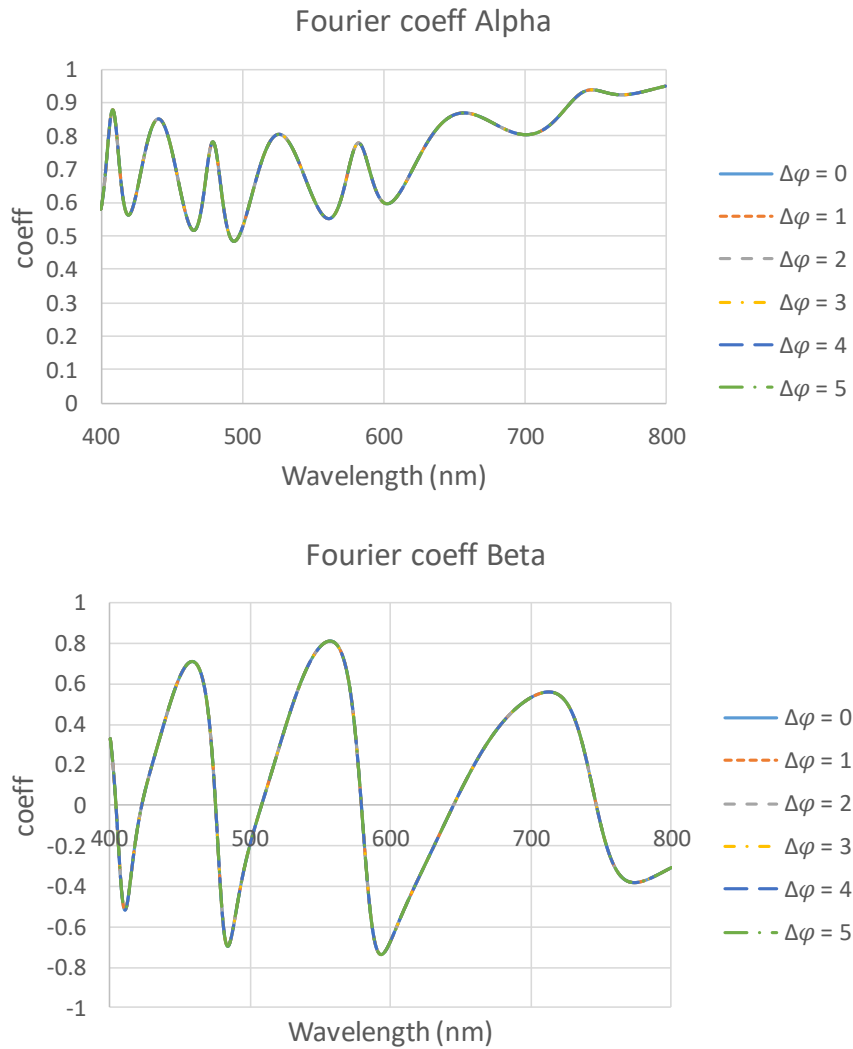 Fourier coeff Alpha
1
0.9
0.8
0.7
0.6
0.5
0.4
0.3
0.2
0.1
0
coeff
400 500 600 700 800
Wavelength (nm)
Δφ = 0
Δφ = 1
Δφ = 2
Δφ = 3
Δφ = 4
Δφ = 5
Fourier coeff Beta
1
0.8
0.6
0.4
0.2
0
-0.2
-0.4
-0.6
-0.8
-1
coeff
400 500 600 700 800
Wavelength (nm)
Δφ = 0
Δφ = 1
Δφ = 2
Δφ = 3
Δφ = 4
Δφ = 5